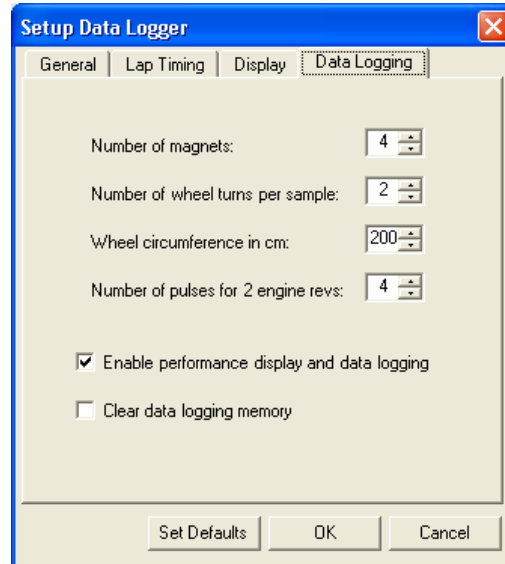 Setup Data Logger
General Lap Timing Display Data Logging
Number of magnets: 4
Number of wheel turns per sample: 2
Wheel circumference in cm: 200
Number of pulses for 2 engine revs: 4
Enable performance display and data logging
Clear data logging memory
Set Defaults OK Cancel